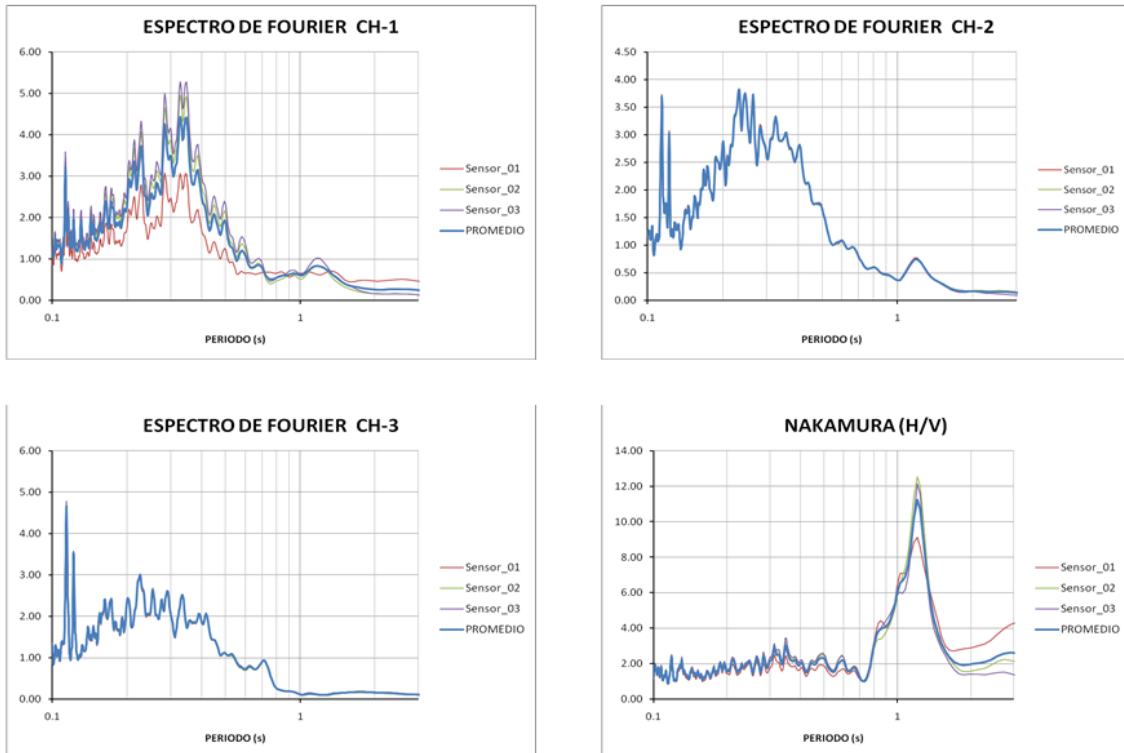 ESPECTRO DE FOURIER CH-1
6.00
5.00
4.00
3.00
2.00
1.00
0.00
0.1
1
PERIODO (s)
Sensor_01
Sensor_02
Sensor_03
PROMEDIO
ESPECTRO DE FOURIER CH-2
4.50
4.00
3.50
3.00
2.50
2.00
1.50
1.00
0.50
0.00
0.1
1
PERIODO (s)
Sensor_01
Sensor_02
Sensor_03
PROMEDIO
ESPECTRO DE FOURIER CH-3
6.00
5.00
4.00
3.00
2.00
1.00
0.00
0.1
1
PERIODO (s)
Sensor_01
Sensor_02
Sensor_03
PROMEDIO
NAKAMURA (H/V)
14.00
12.00
10.00
8.00
6.00
4.00
2.00
0.00
0.1
1
PERIODO (s)
Sensor_01
Sensor_02
Sensor_03
PROMEDIO